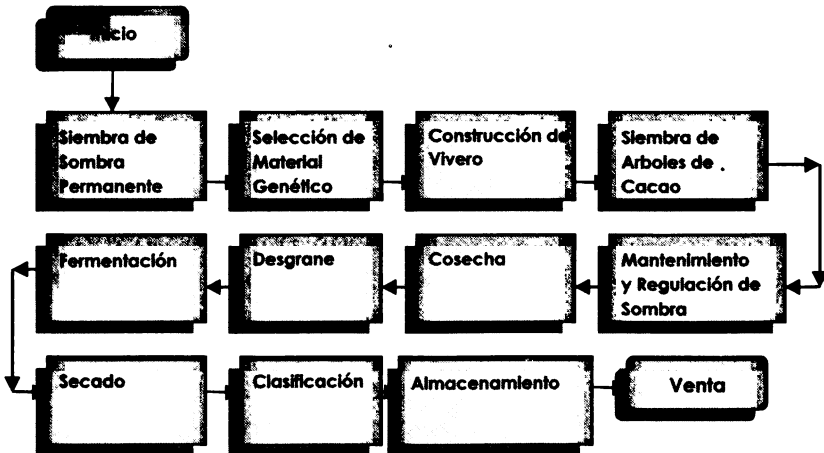 Inicio
Siembra de
Sombra
Permanente
Selección de
Material
Genético
Construcción de
Vivero
Siembra de
Arboles de
Cacao
Fermentación
Desgrane
Cosecha
Mantenimiento
y Regulación de
Sombra
Secado
Clasificación
Almacenamiento
Venta